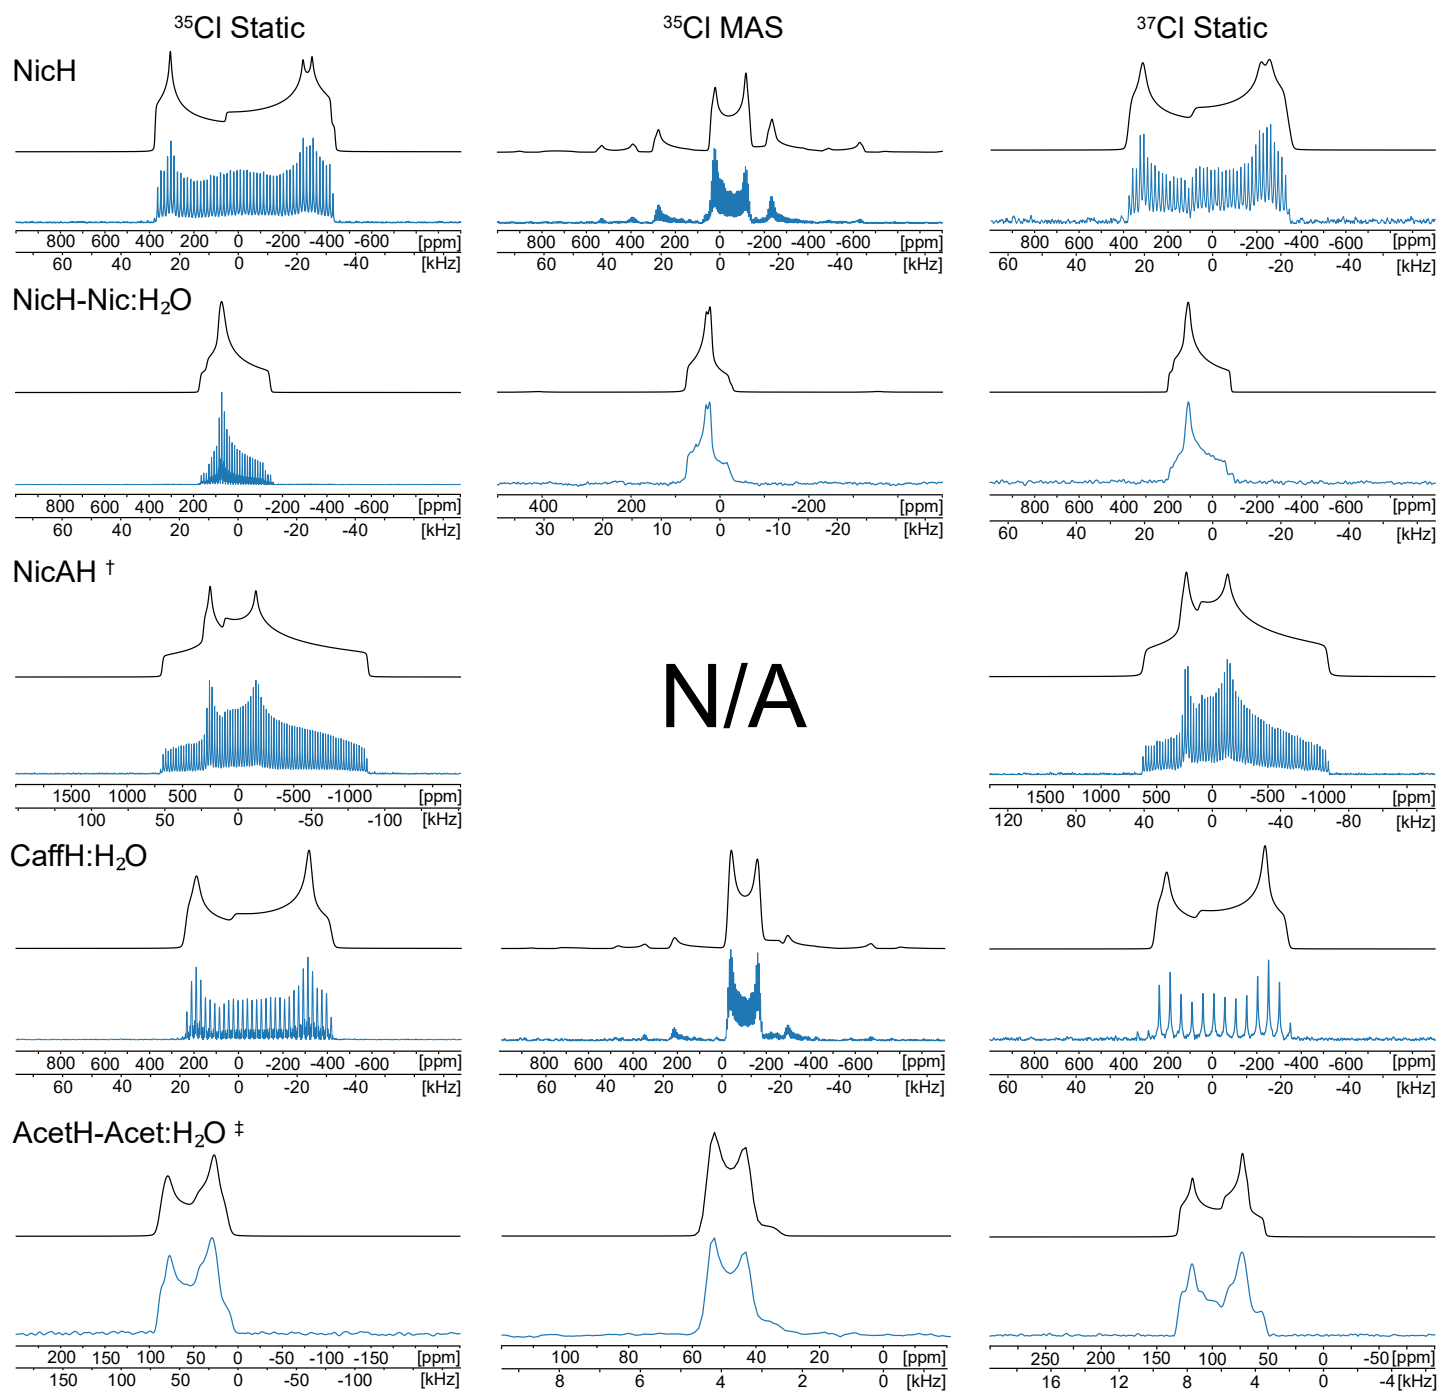 ³⁵Cl Static ³⁵Cl MAS ³⁷Cl Static
NicH
800 600 400 200 0 -200 -400 -600 [ppm] 800 600 400 200 0 -200 -400 -600 [ppm] 800 600 400 200 0 -200 -400 -600 [ppm]
60 40 20 0 -20 -40 [kHz] 60 40 20 0 -20 -40 [kHz] 60 40 20 0 -20 -40 [kHz]
NicH-Nic:H₂O
800 600 400 200 0 -200 -400 -600 [ppm] 400 200 0 -200 [ppm] 800 600 400 200 0 -200 -400 -600 [ppm]
60 40 20 0 -20 -40 [kHz] 30 20 10 0 -10 -20 [kHz] 60 40 20 0 -20 -40 [kHz]
NicAH †
N/A
1500 1000 500 0 -500 -1000 [ppm] 1500 1000 500 0 -500 -1000 [ppm]
100 50 0 -50 -100 [kHz] 120 80 40 0 -40 -80 [kHz]
CaffH:H₂O
800 600 400 200 0 -200 -400 -600 [ppm] 800 600 400 200 0 -200 -400 -600 [ppm] 800 600 400 200 0 -200 -400 -600 [ppm]
60 40 20 0 -20 -40 [kHz] 60 40 20 0 -20 -40 [kHz] 60 40 20 0 -20 -40 [kHz]
AcetH-Acet:H₂O ‡
200 150 100 50 0 -50 -100 -150 [ppm] 100 80 60 40 20 0 [ppm] 250 200 150 100 50 0 -50 [ppm]
150 100 50 0 -50 -100 [kHz] 8 6 4 2 0 [kHz] 16 12 8 4 0 -4 [kHz]